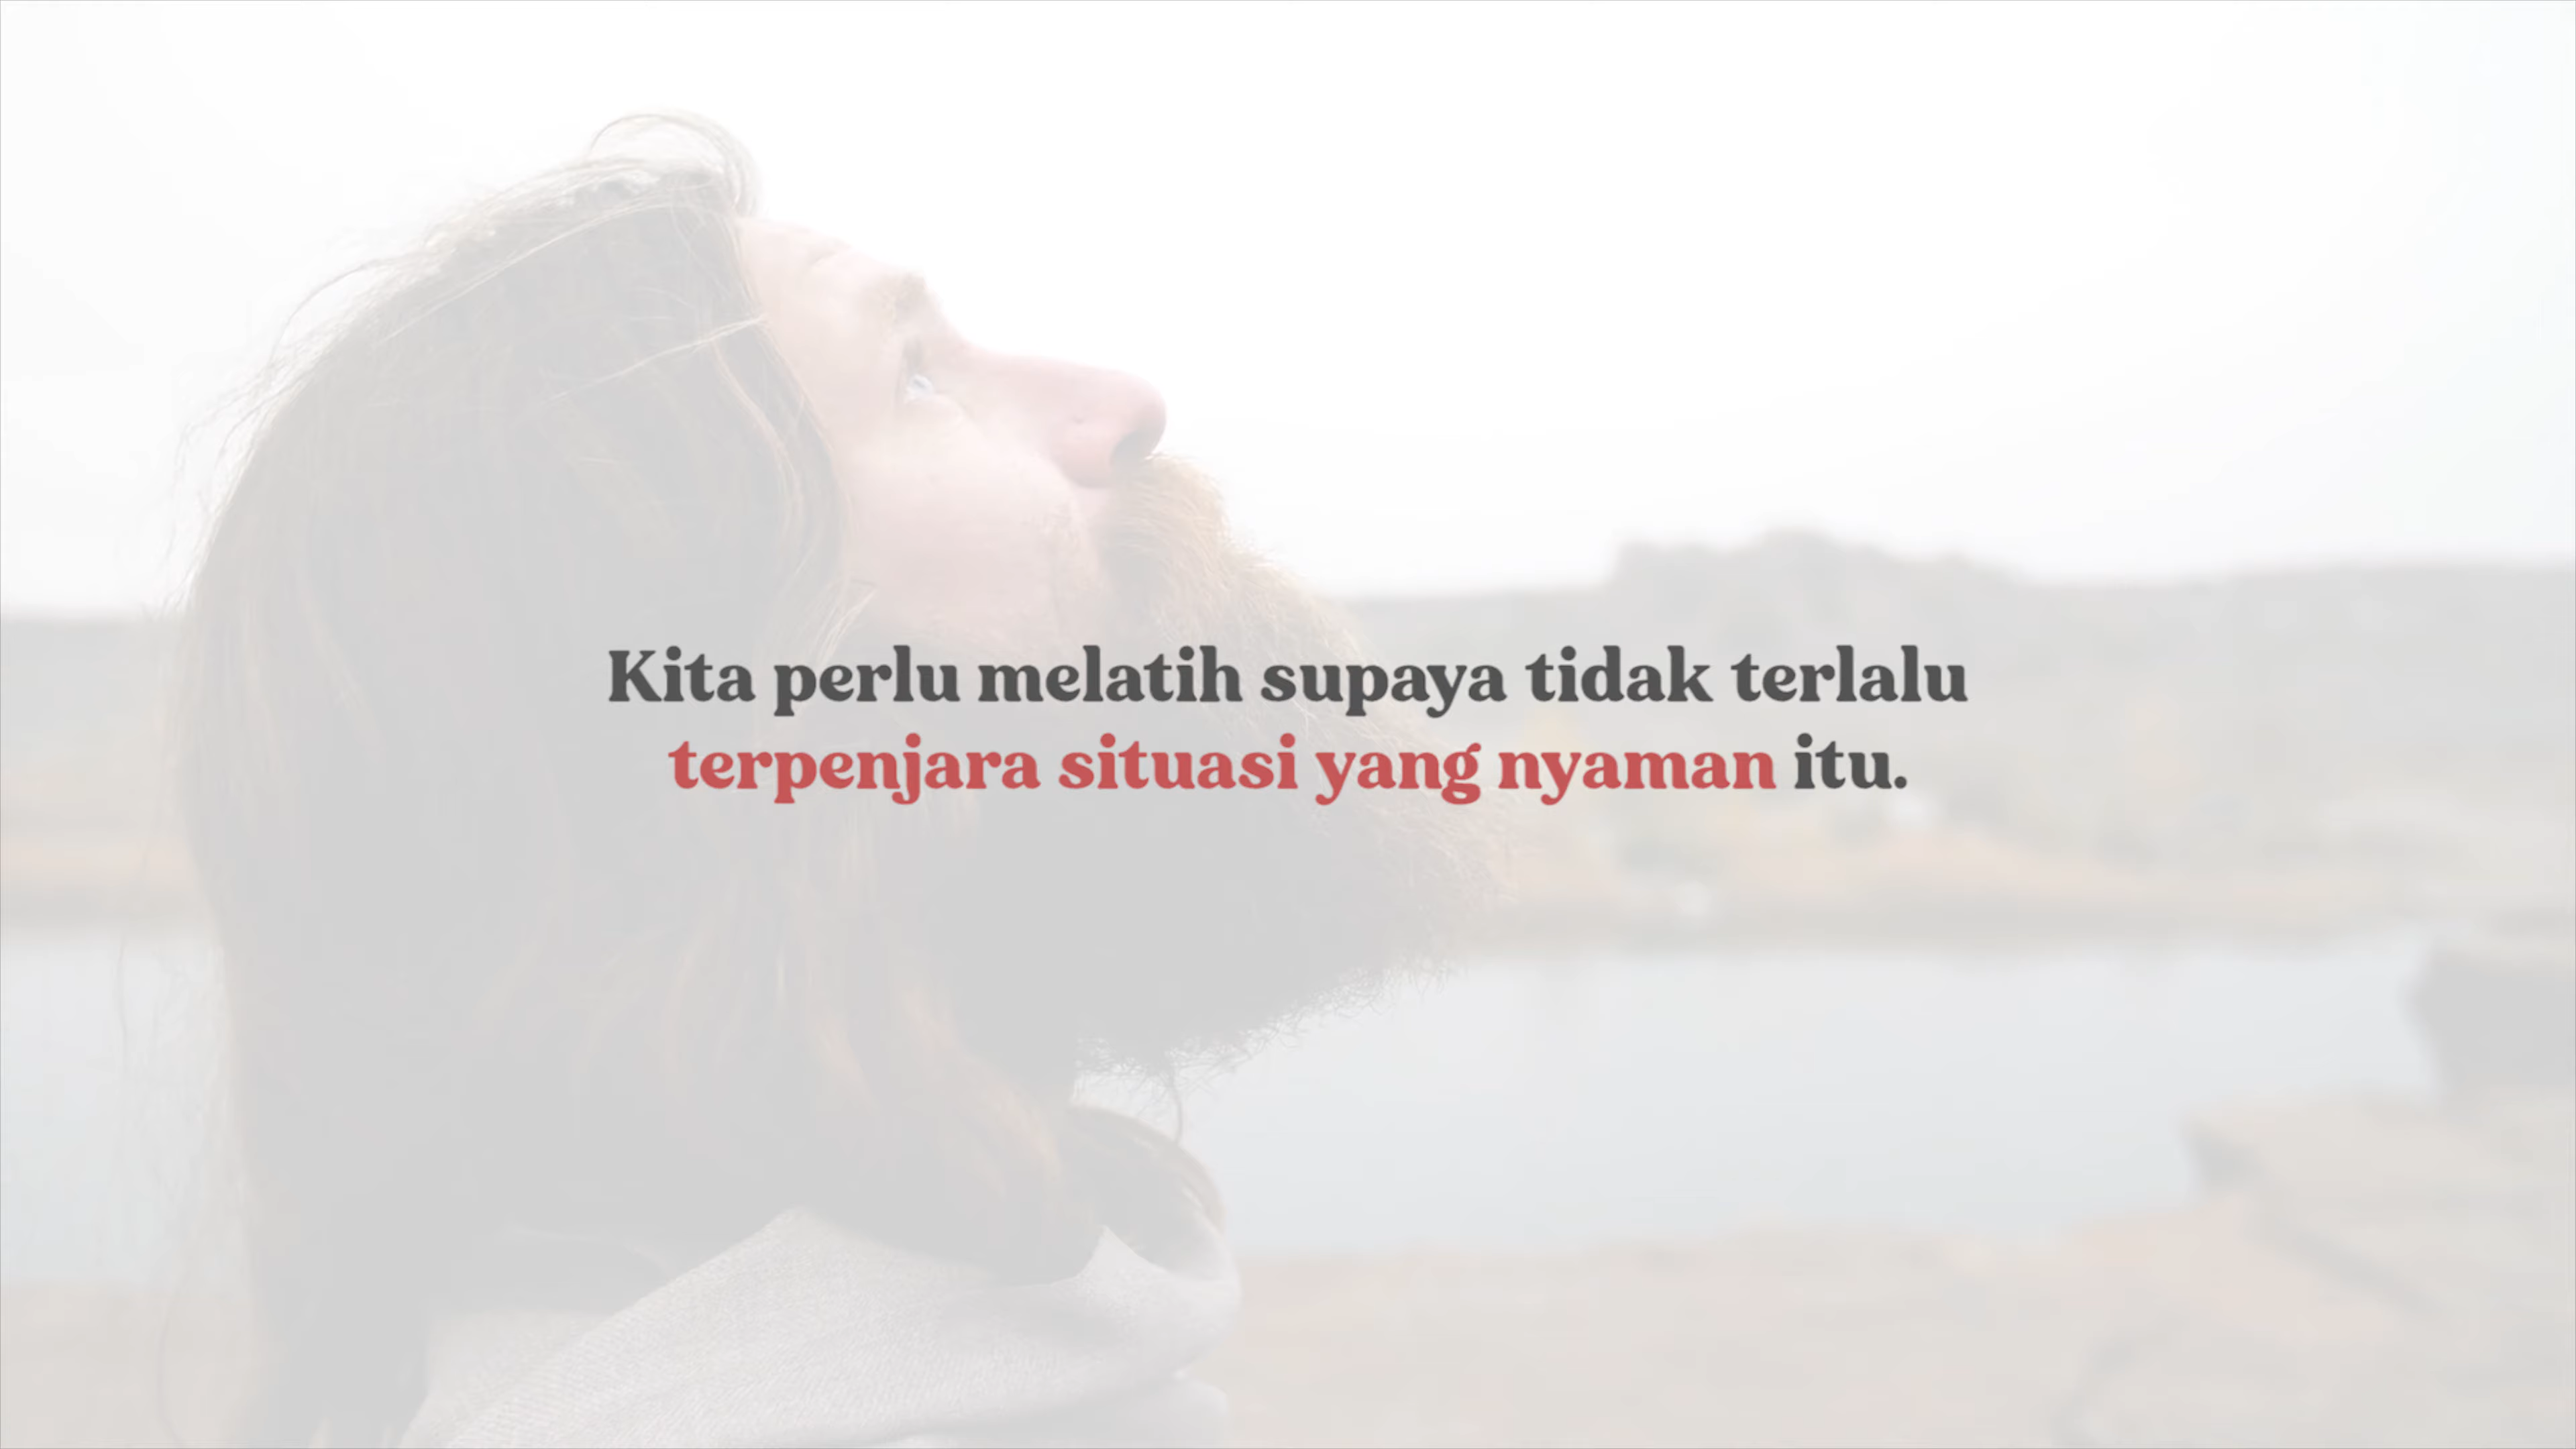 Kita perlu melatih supaya tidak terlalu
terpenjara situasi yang nyaman itu.